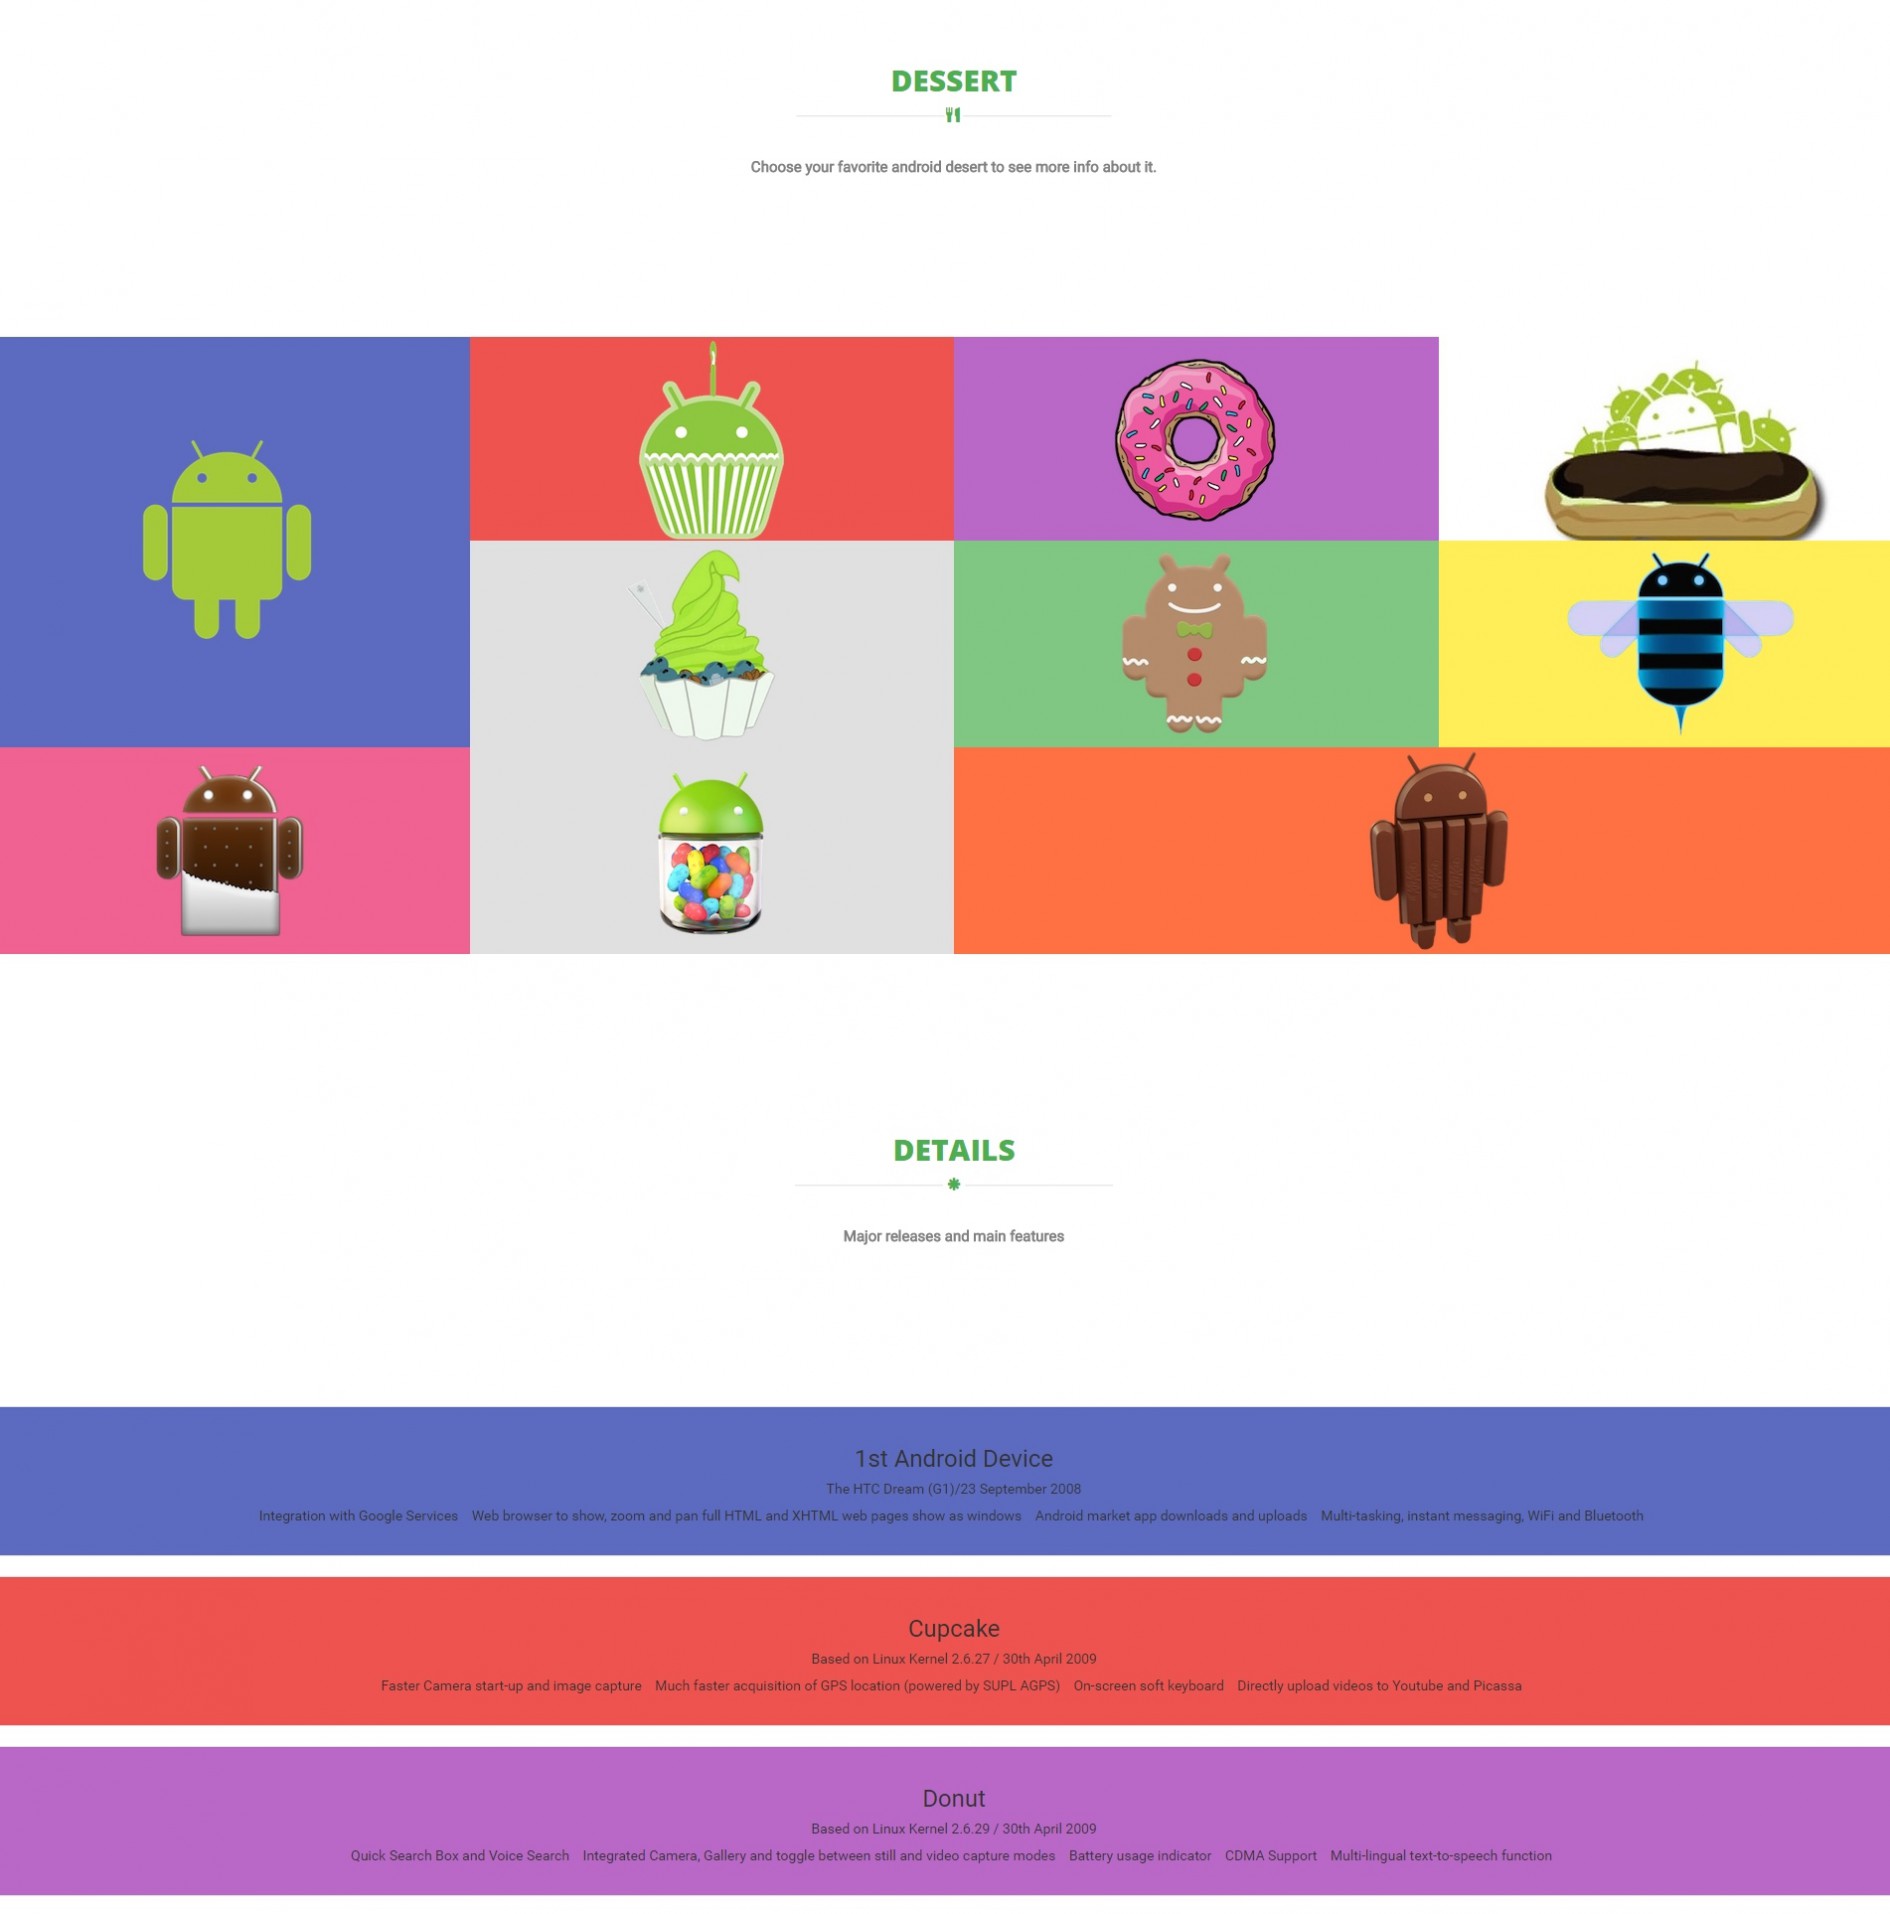 DESSERT
Choose your favorite android desert to see more info about it.
DETAILS
Major releases and main features
1st Android Device
The HTC Dream (G1)/23 September 2008
Integration with Google Services Web browser to show, zoom and pan full HTML and XHTML web pages show as windows Android market app downloads and uploads Multi-tasking, instant messaging, WiFi and Bluetooth
Cupcake
Based on Linux Kernel 2.6.27 / 30th April 2009
Faster Camera start-up and image capture Much faster acquisition of GPS location (powered by SUPL AGPS) On-screen soft keyboard Directly upload videos to Youtube and Picassa
Donut
Based on Linux Kernel 2.6.29 / 30th April 2009
Quick Search Box and Voice Search Integrated Camera, Gallery and toggle between still and video capture modes Battery usage indicator CDMA Support Multi-lingual text-to-speech function